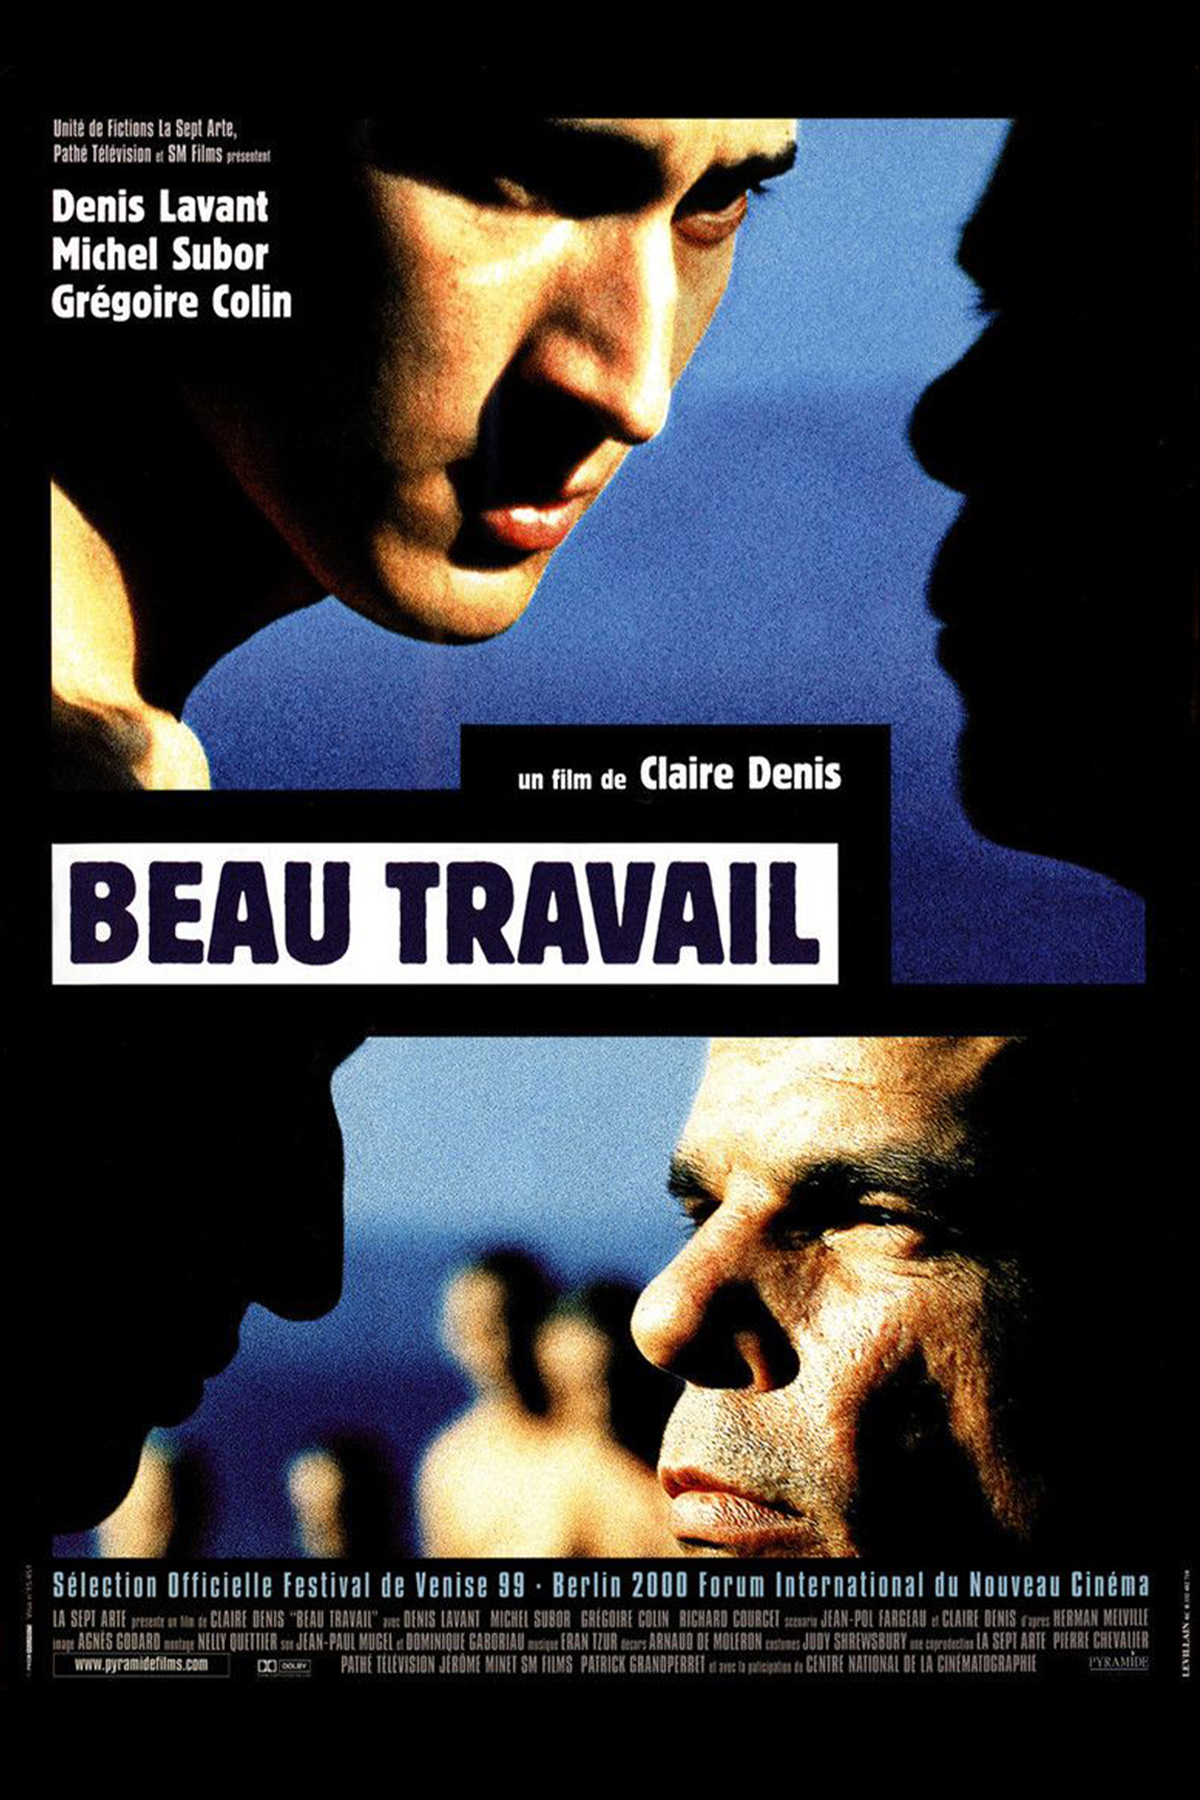 Unité de Fictions La Sept Arte,
Pathé Télévision et SM Films présentent
Denis Lavant
Michel Subor
Grégoire Colin
un film de Claire Denis
BEAU TRAVAIL
Sélection Officielle Festival de Venise 99 · Berlin 2000 Forum International du Nouveau Cinéma
LA SEPT ARTE présente un film de CLAIRE DENIS "BEAU TRAVAIL" avec DENIS LAVANT MICHEL SUBOR GRÉGOIRE COLIN RICHARD COURCET scénario JEAN-POL FARGEAU et CLAIRE DENIS d'après HERMAN MELVILLE
image AGNÈS GODARD montage NELLY QUETTIER son JEAN-PAUL MUGEL et DOMINIQUE GABORIAU musique ERAN TZUR décors ARNAUD DE MOLERON costumes JUDY SHREWSBURY une coproduction LA SEPT ARTE PIERRE CHEVALIER
www.pyramidefilms.com DOLBY PATHÉ TÉLÉVISION JÉRÔME MINET SM FILMS PATRICK GRANDPERRET et avec la paticipation du CENTRE NATIONAL DE LA CINÉMATOGRAPHIE PYRAMIDE